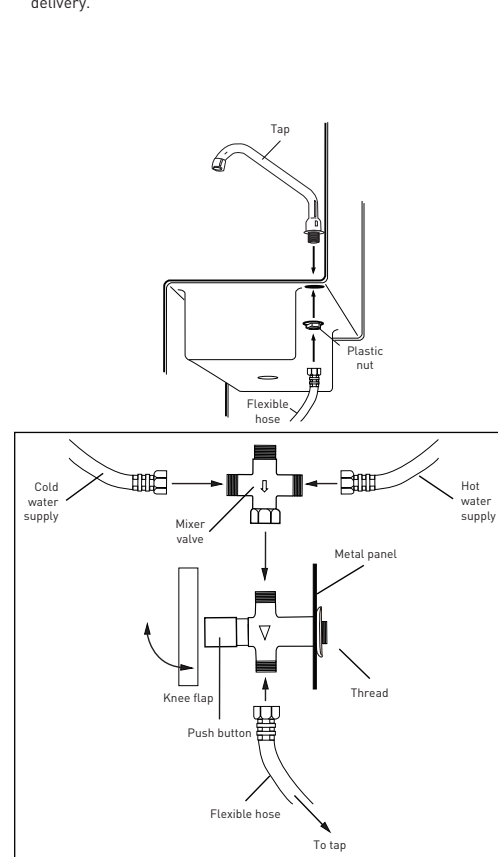 delivery.
Tap
Plastic
nut
Flexible
hose
Cold
water
supply
Hot
water
supply
Mixer
valve
Metal panel
Knee flap
Thread
Push button
Flexible hose
To tap